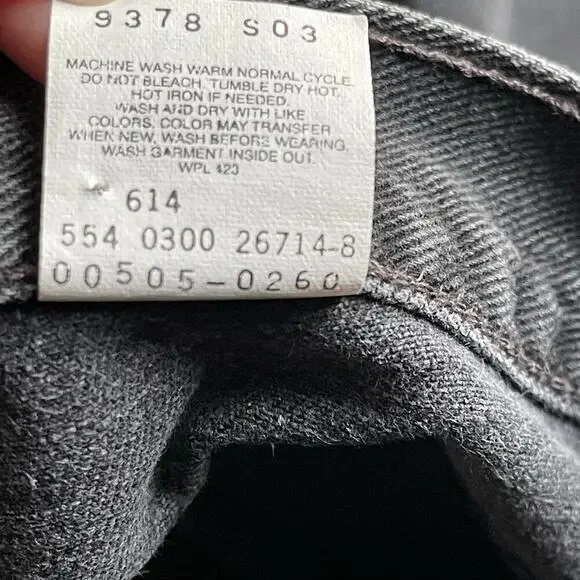 9378 S03
MACHINE WASH WARM NORMAL CYCLE.
DO NOT BLEACH. TUMBLE DRY HOT,
HOT IRON IF NEEDED.
WASH AND DRY WITH LIKE
COLORS. COLOR MAY TRANSFER
WHEN NEW, WASH BEFORE WEARING,
WASH GARMENT INSIDE OUT.
WPL 423
614
554 0300 26714-8
00505-0260